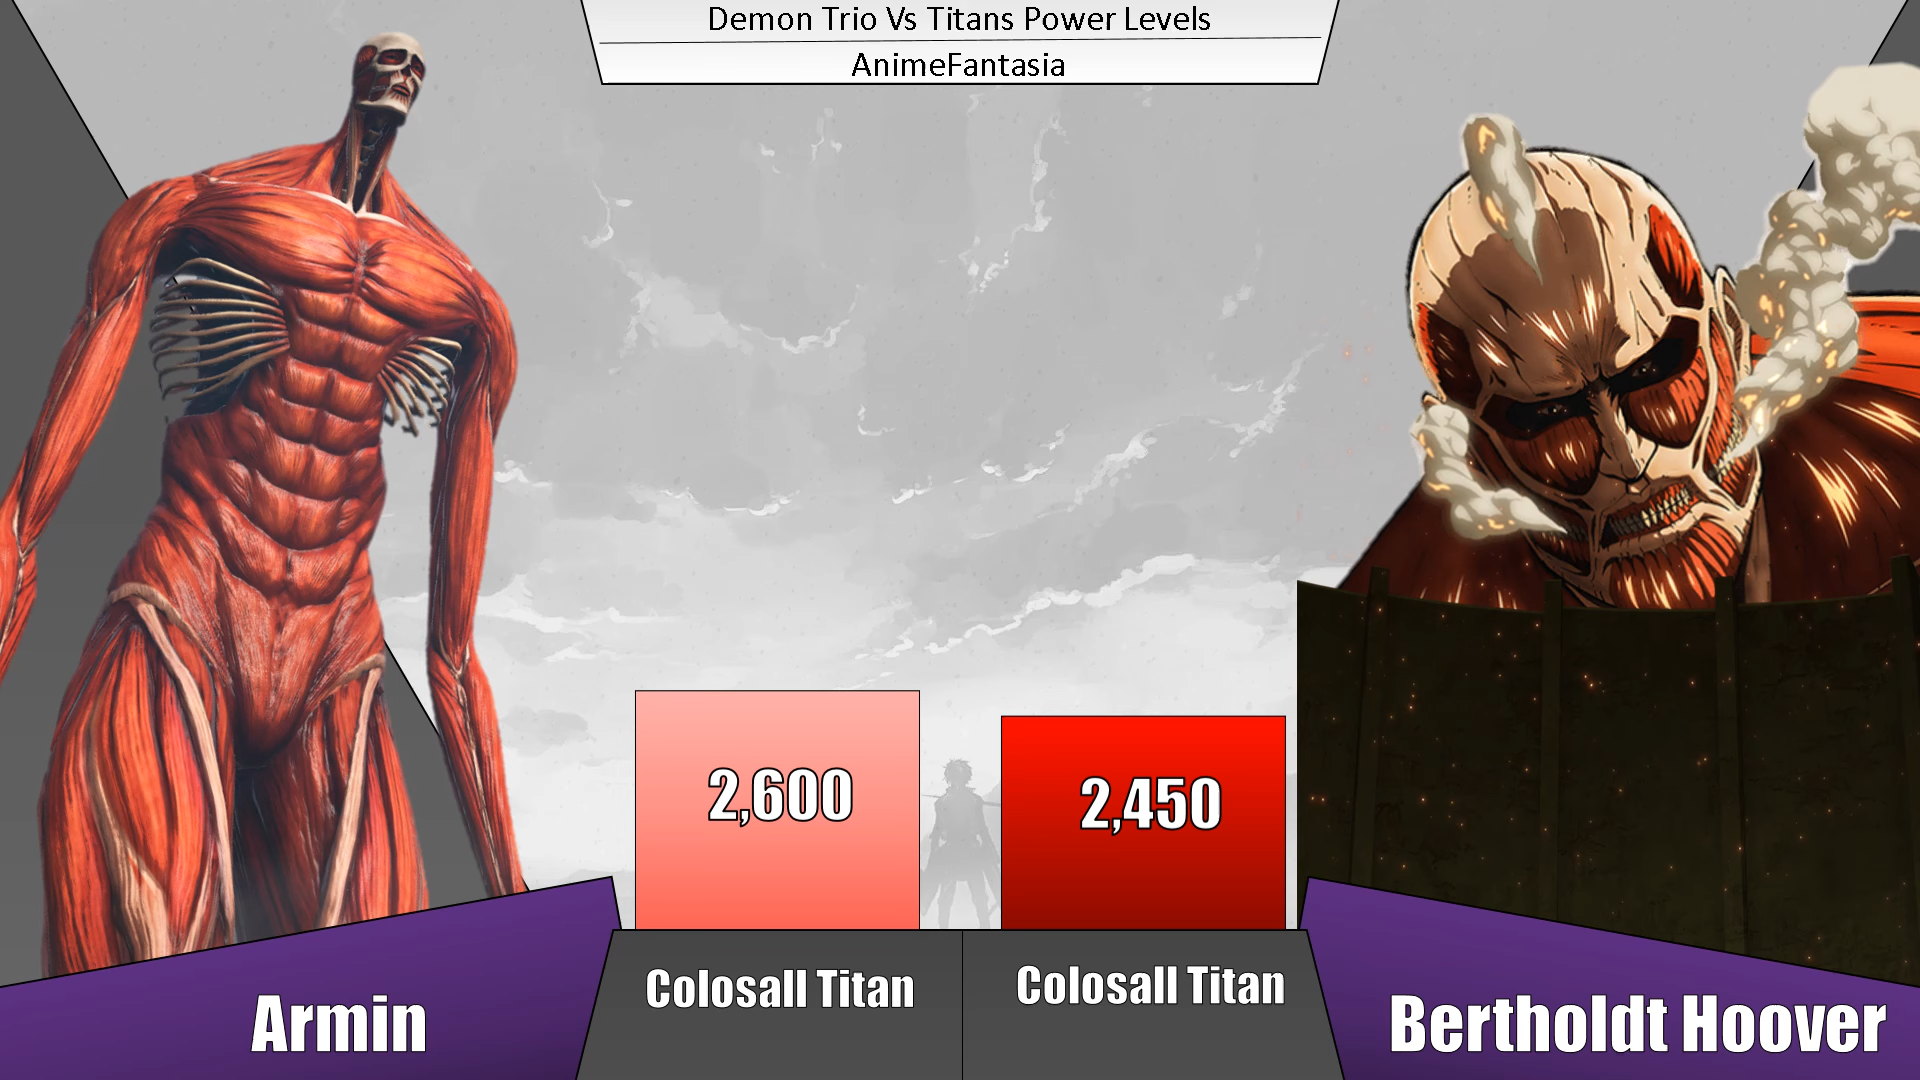 Demon Trio Vs Titans Power Levels
AnimeFantasia
2,600
2,450
Colosall Titan
Colosall Titan
Armin
Bertholdt Hoover